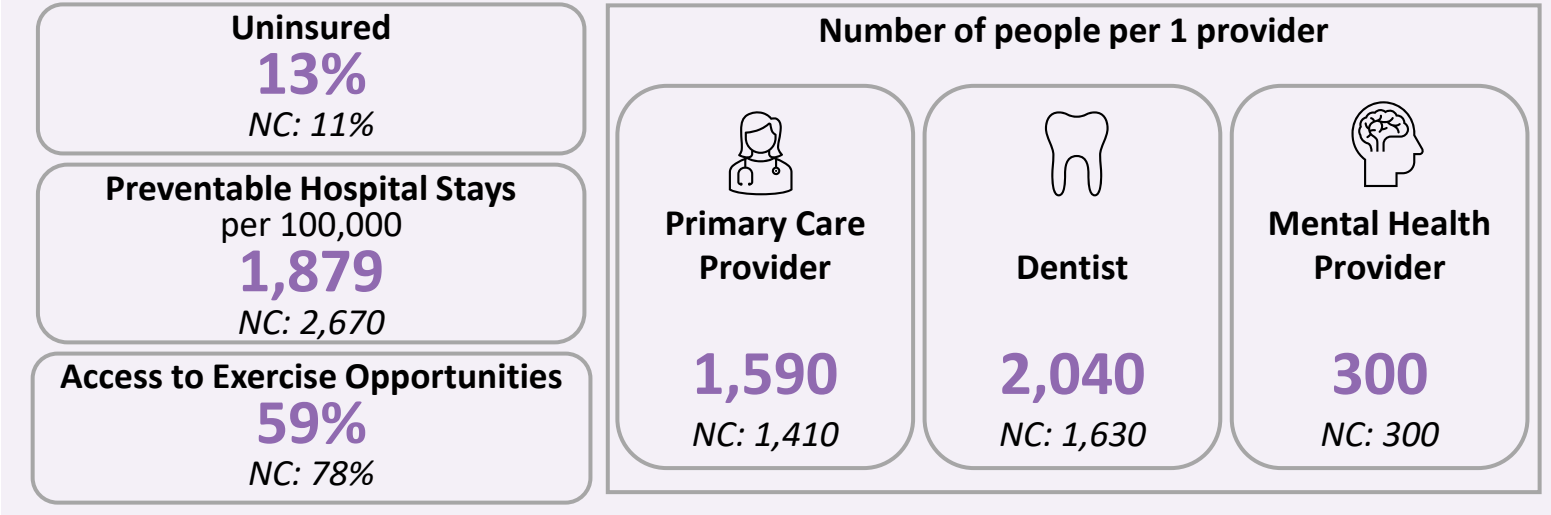 Uninsured
13%
NC: 11%
Preventable Hospital Stays
per 100,000
1,879
NC: 2,670
Access to Exercise Opportunities
59%
NC: 78%
Number of people per 1 provider
Primary Care
Provider
1,590
NC: 1,410
Dentist
2,040
NC: 1,630
Mental Health
Provider
300
NC: 300